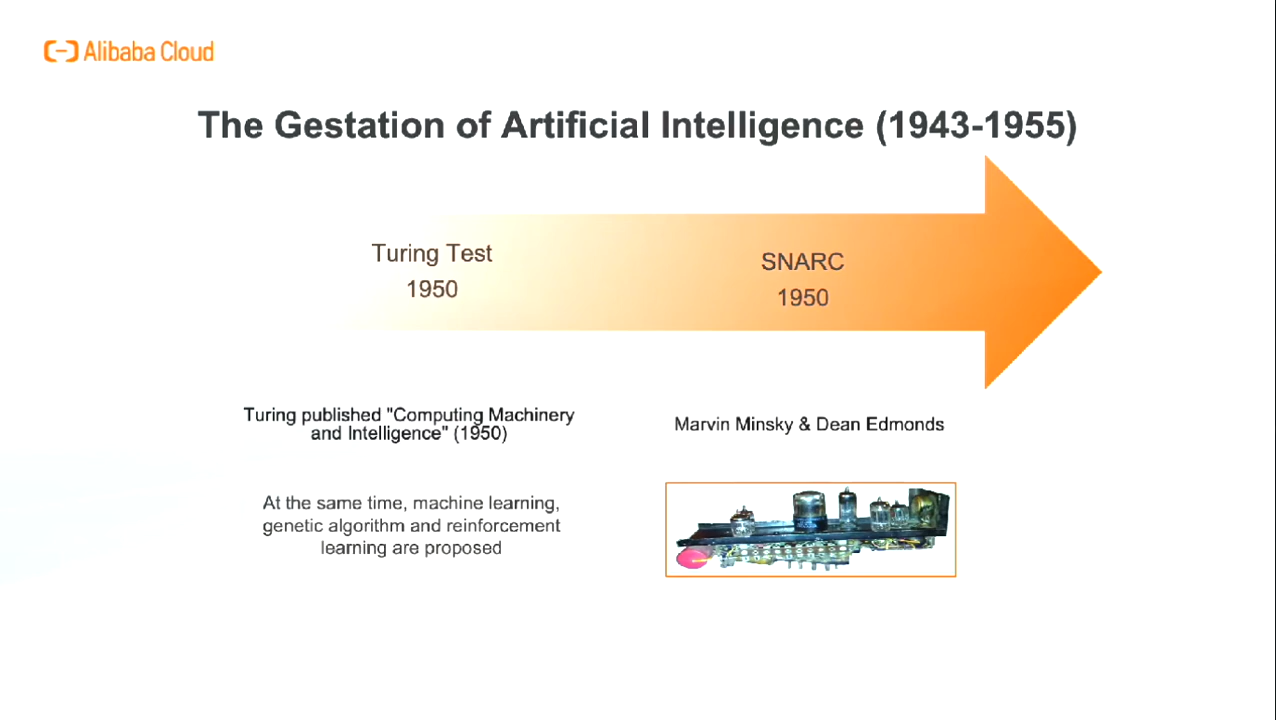 Alibaba Cloud
The Gestation of Artificial Intelligence (1943-1955)
Turing Test
1950
SNARC
1950
Turing published "Computing Machinery
and Intelligence" (1950)
At the same time, machine learning,
genetic algorithm and reinforcement
learning are proposed
Marvin Minsky & Dean Edmonds